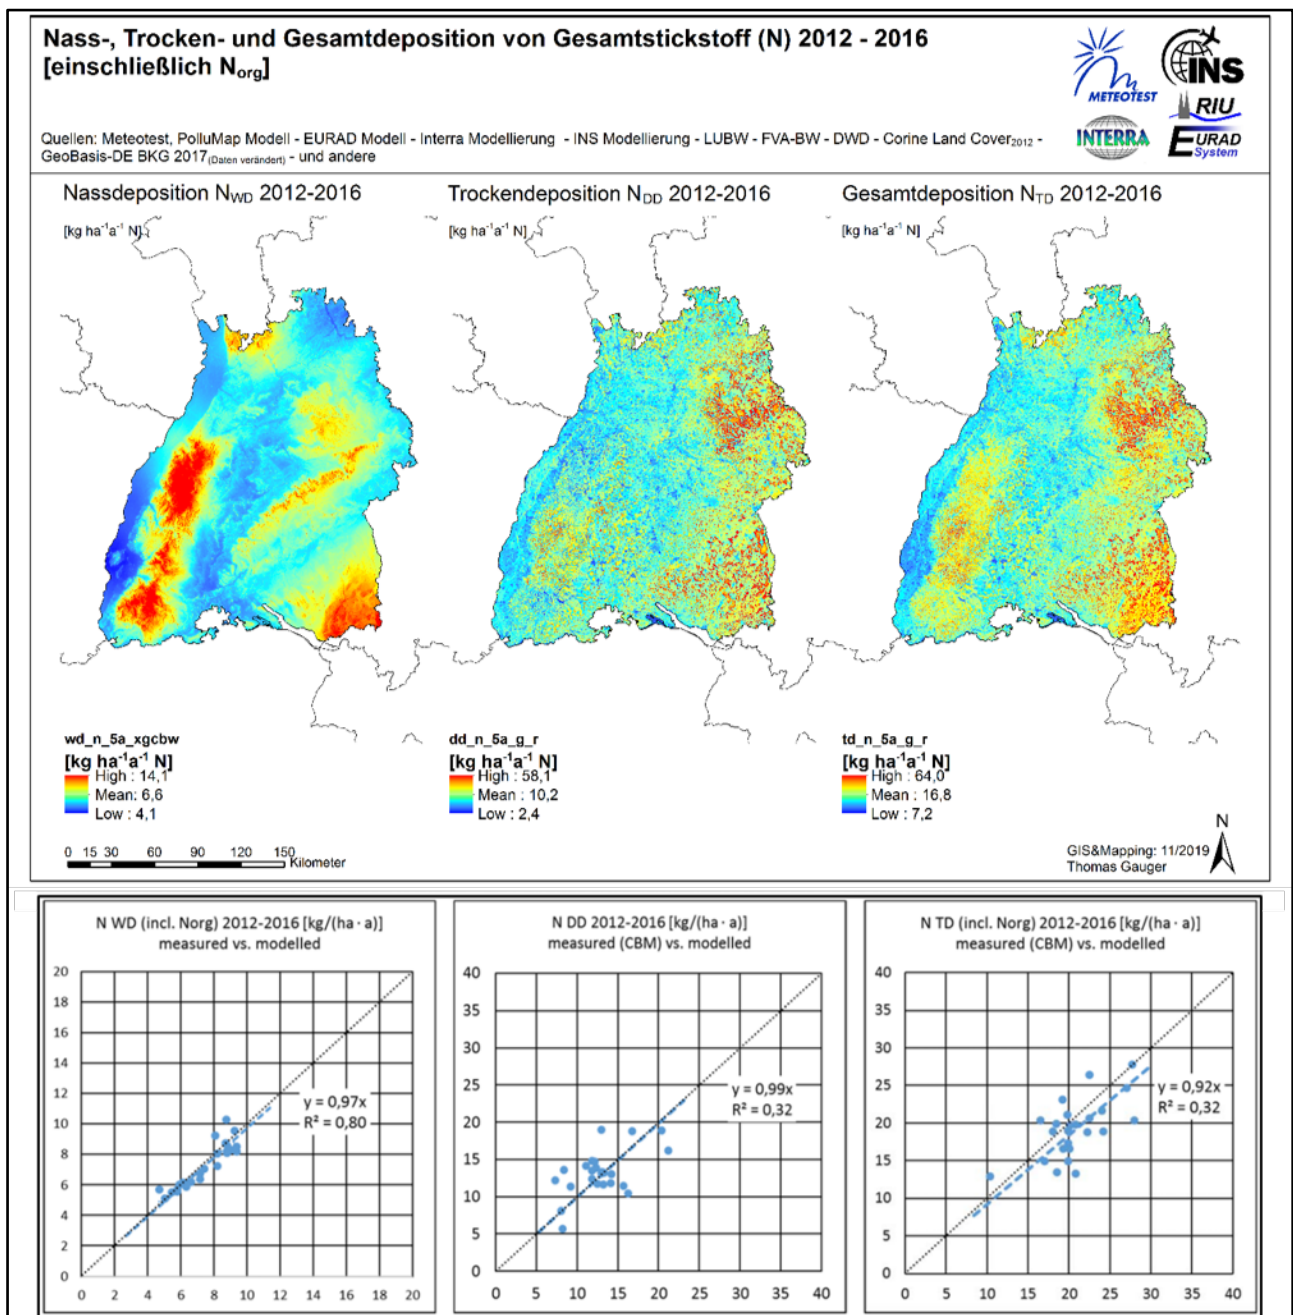 Nass-, Trocken- und Gesamtdeposition von Gesamtstickstoff (N) 2012 - 2016
[einschließlich Norg]
METEOTEST
INS
RIU
INTERRA
EURAD
System
Quellen: Meteotest, PolluMap Modell - EURAD Modell - Interra Modellierung - INS Modellierung - LUBW - FVA-BW - DWD - Corine Land Cover2012 -
GeoBasis-DE BKG 2017(Daten verändert) - und andere
Nassdeposition NWD 2012-2016
[kg ha-1a-1 N]
Trockendeposition NDD 2012-2016
[kg ha-1a-1 N]
Gesamtdeposition NTD 2012-2016
[kg ha-1a-1 N]
wd_n_5a_xgcbw
[kg ha-1a-1 N]
High : 14,1
Mean: 6,6
Low : 4,1
dd_n_5a_g_r
[kg ha-1a-1 N]
High : 58,1
Mean : 10,2
Low : 2,4
td_n_5a_g_r
[kg ha-1a-1 N]
High : 64,0
Mean : 16,8
Low : 7,2
0 15 30 60 90 120 150
Kilometer
GIS&Mapping: 11/2019
Thomas Gauger
N
N WD (incl. Norg) 2012-2016 [kg/(ha · a)]
measured vs. modelled
20
18
16
14
12
10
8
6
4
2
0
y = 0,97x
R² = 0,80
0 2 4 6 8 10 12 14 16 18 20
N DD 2012-2016 [kg/(ha · a)]
measured (CBM) vs. modelled
40
35
30
25
20
15
10
5
0
y = 0,99x
R² = 0,32
0 5 10 15 20 25 30 35 40
N TD (incl. Norg) 2012-2016 [kg/(ha · a)]
measured (CBM) vs. modelled
40
35
30
25
20
15
10
5
0
y = 0,92x
R² = 0,32
0 5 10 15 20 25 30 35 40